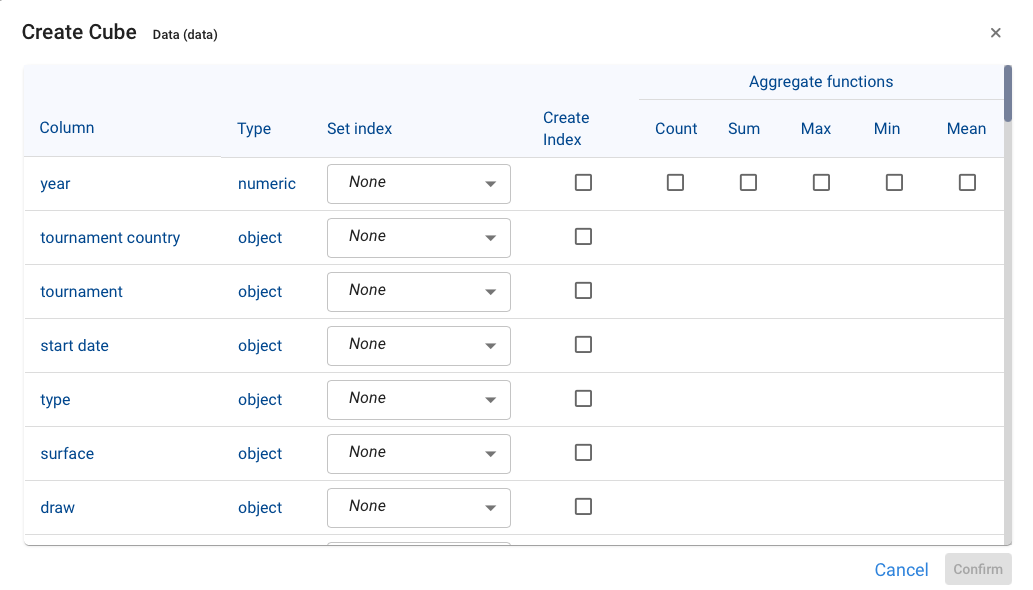 Create Cube Data (data) ×
Aggregate functions
Column Type Set index Create Index Count Sum Max Min Mean
year numeric None
tournament country object None
tournament object None
start date object None
type object None
surface object None
draw object None
Cancel Confirm